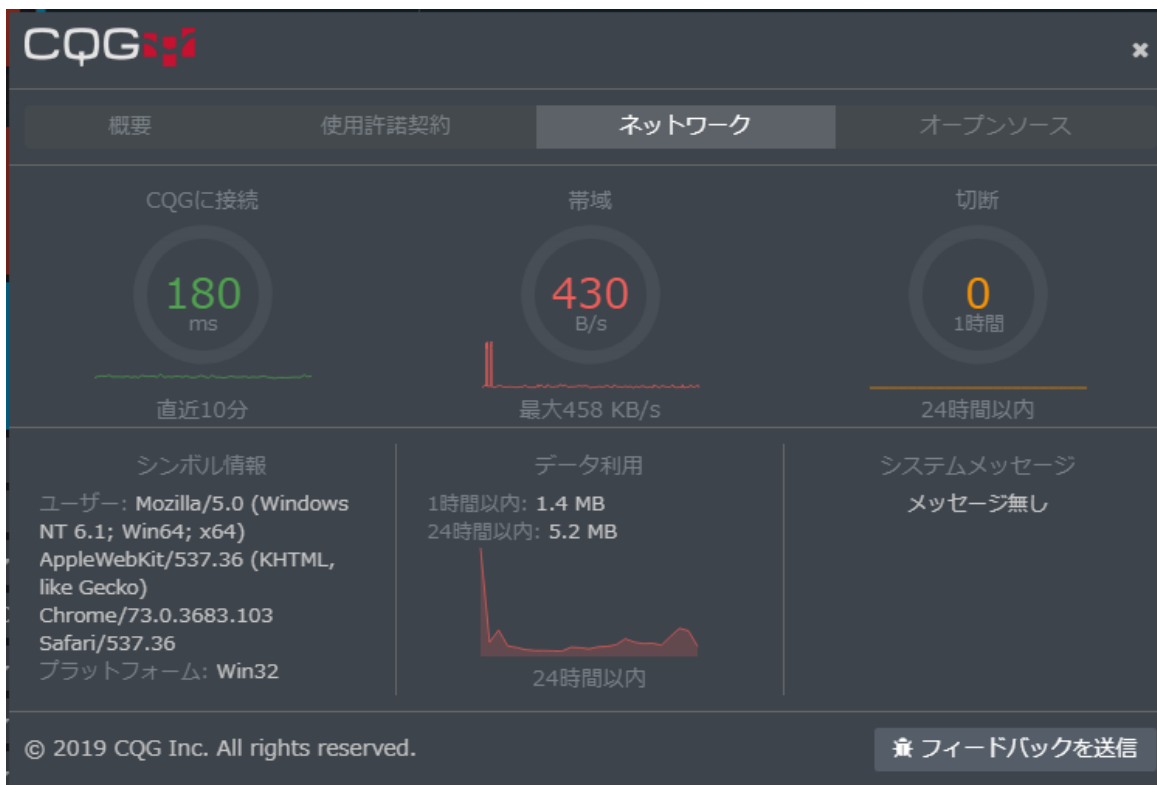 CQG
概要 使用許諾契約 ネットワーク オープンソース
CQGに接続
180
ms
直近10分
帯域
430
B/s
最大458 KB/s
切断
0
1時間
24時間以内
シンボル情報
ユーザー: Mozilla/5.0 (Windows
NT 6.1; Win64; x64)
AppleWebKit/537.36 (KHTML,
like Gecko)
Chrome/73.0.3683.103
Safari/537.36
プラットフォーム: Win32
データ利用
1時間以内: 1.4 MB
24時間以内: 5.2 MB
24時間以内
システムメッセージ
メッセージ無し
© 2019 CQG Inc. All rights reserved.
フィードバックを送信